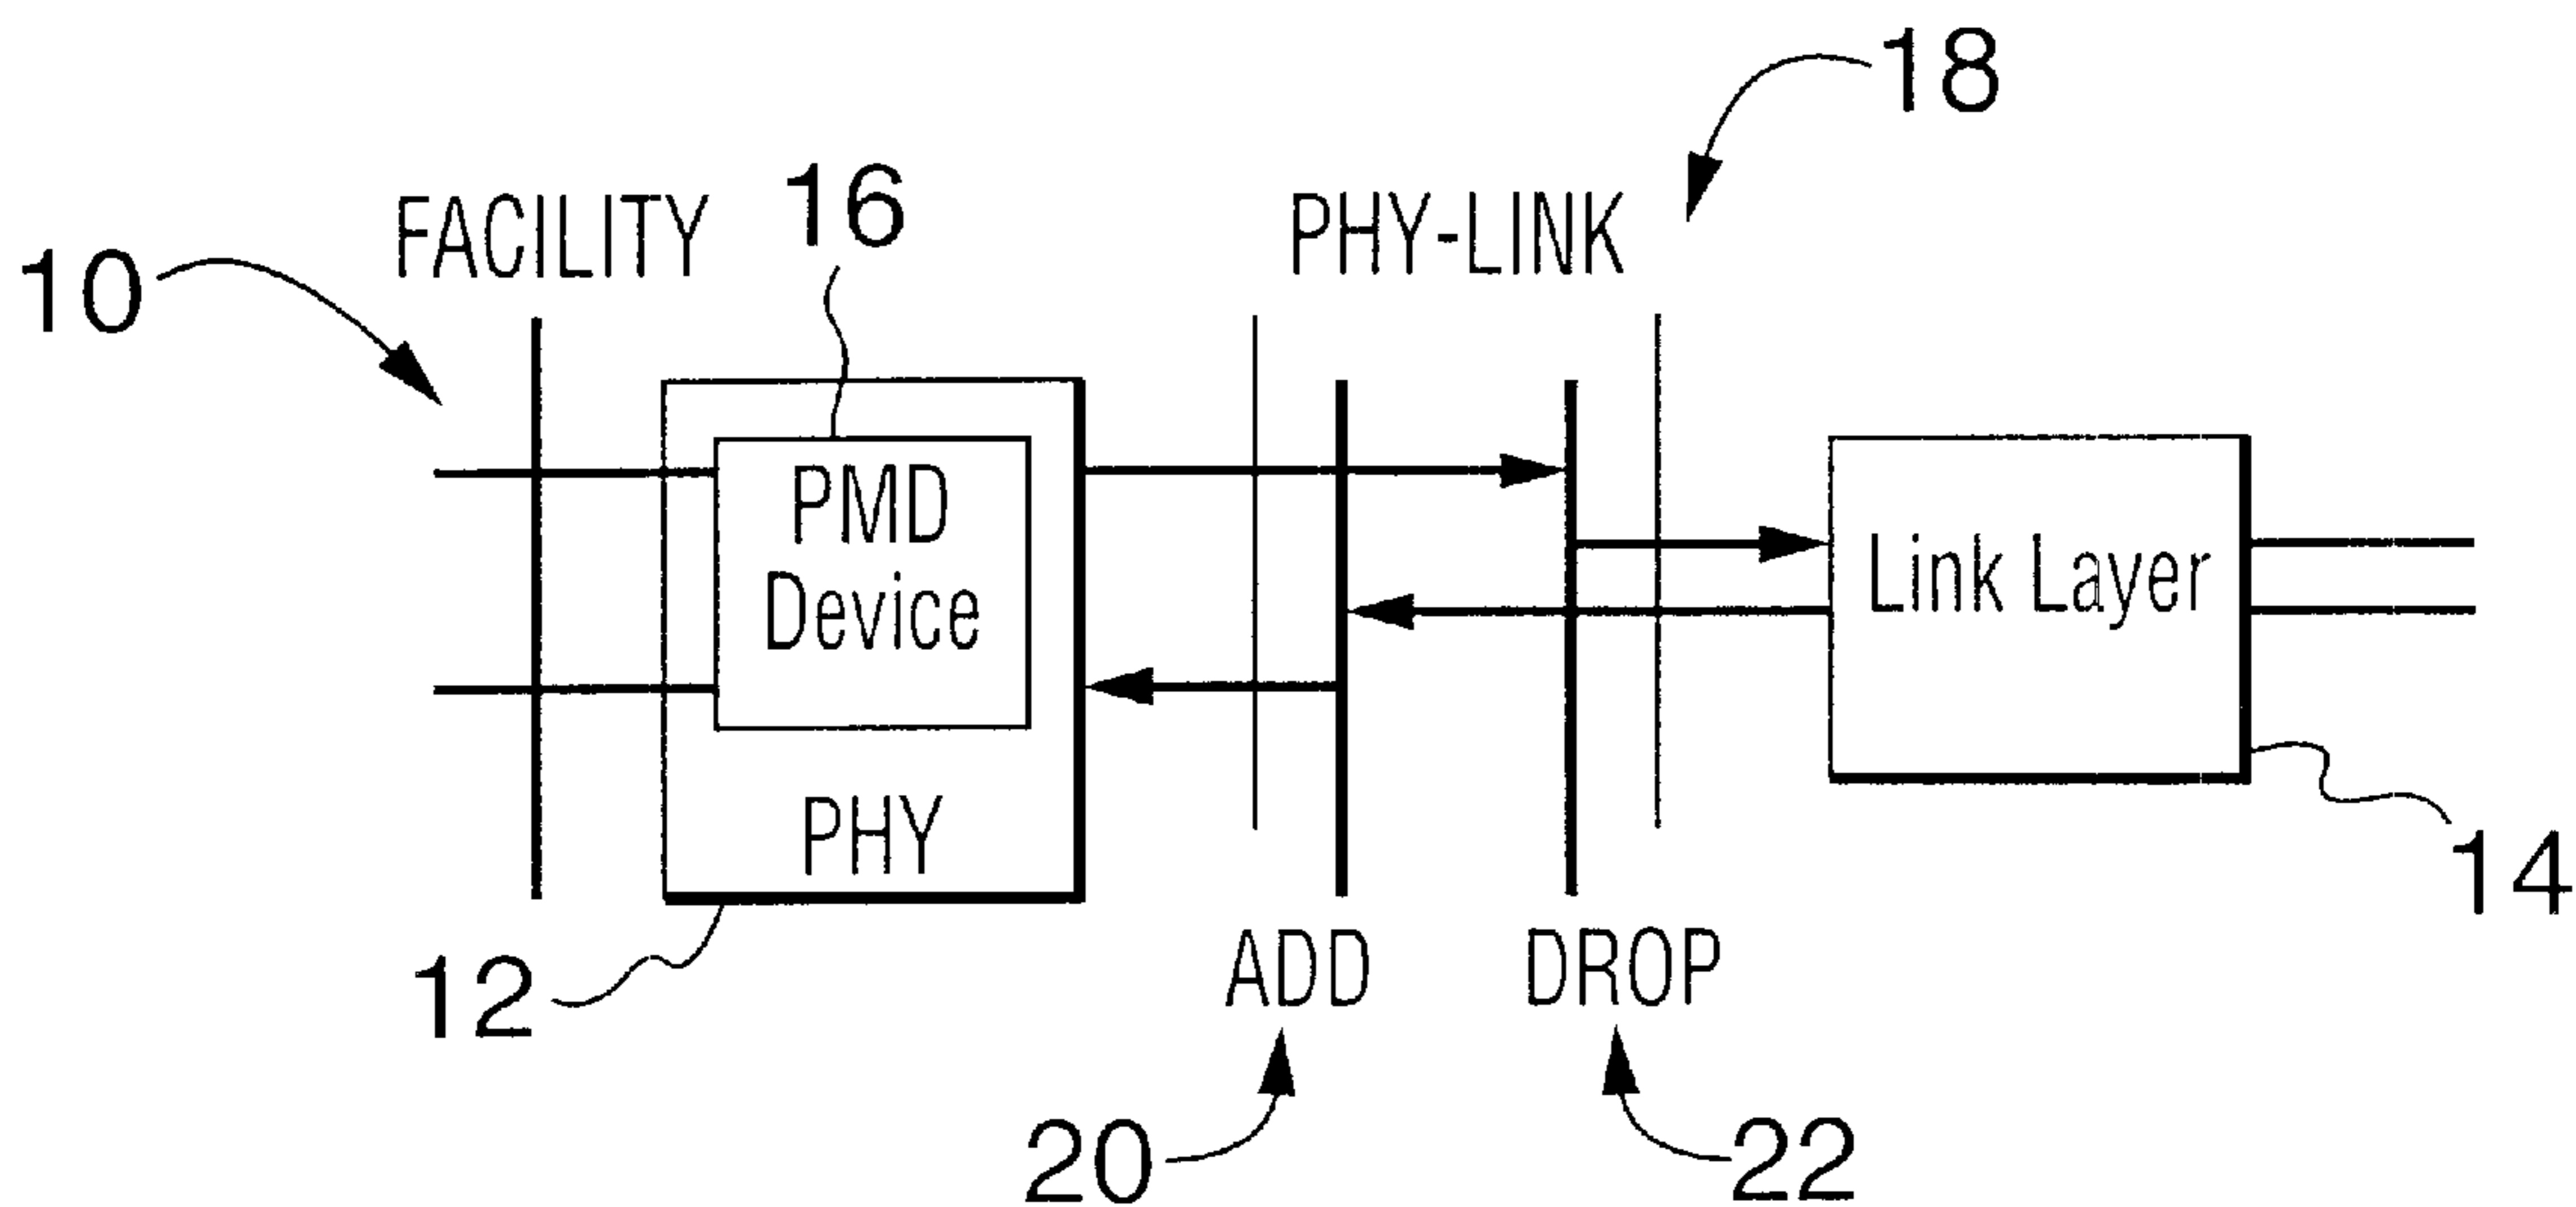 18
FACILITY
16
PHY-LINK
10
PMD
Device
Link Layer
PHY
14
12
ADD
DROP
20
22